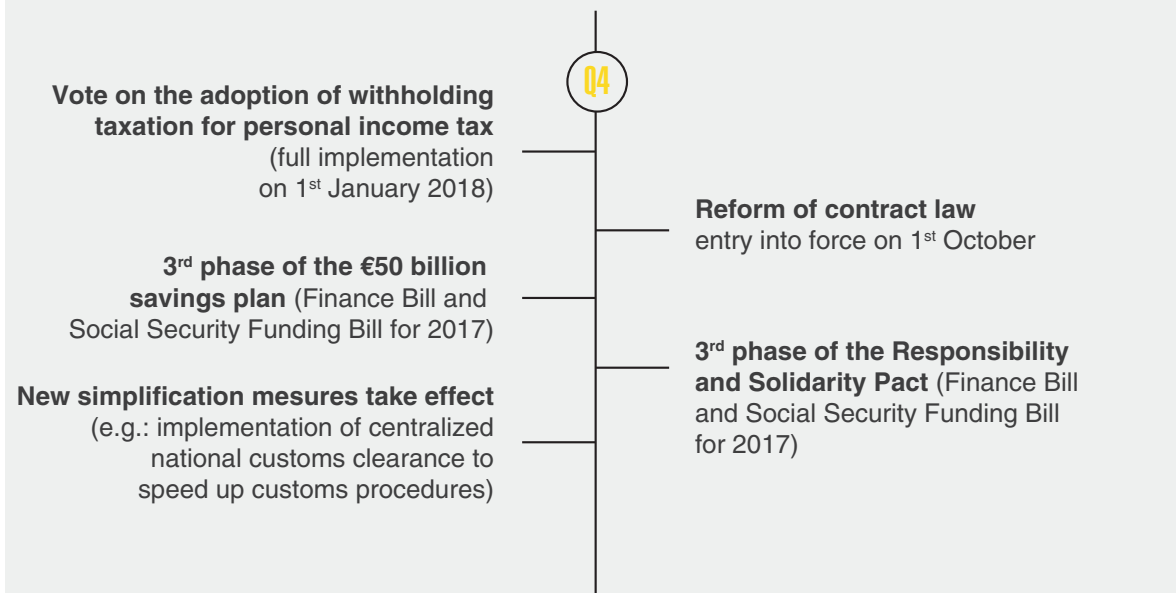 Q4
Vote on the adoption of withholding
taxation for personal income tax
(full implementation
on 1st January 2018)
Reform of contract law
entry into force on 1st October
3rd phase of the €50 billion
savings plan (Finance Bill and
Social Security Funding Bill for 2017)
3rd phase of the Responsibility
and Solidarity Pact (Finance Bill
and Social Security Funding Bill
for 2017)
New simplification mesures take effect
(e.g.: implementation of centralized
national customs clearance to
speed up customs procedures)